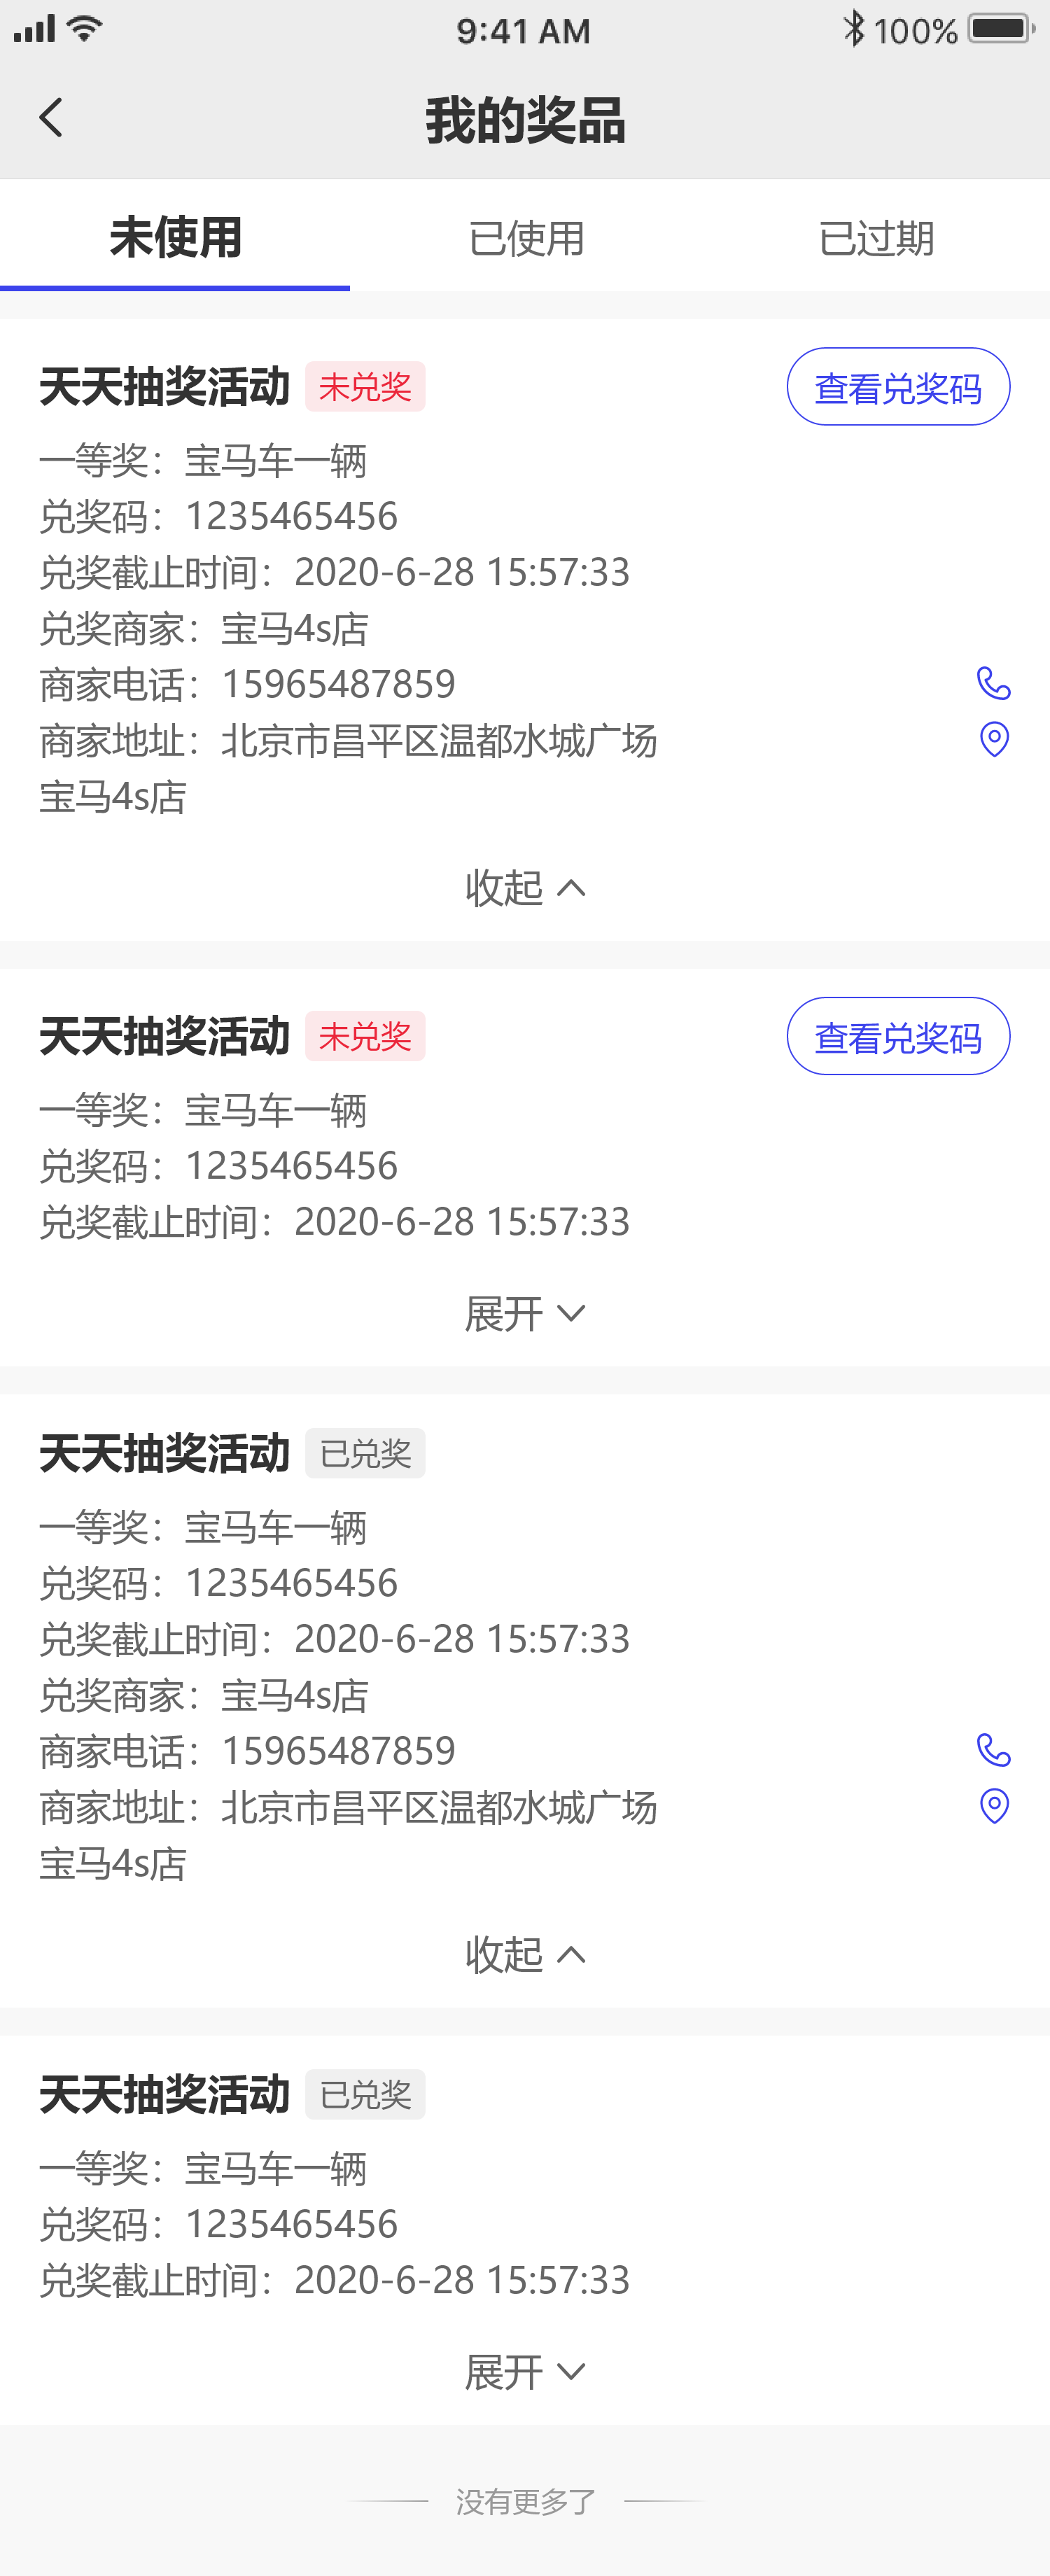 9:41 AM
100%
我的奖品
未使用
已使用
已过期
天天抽奖活动
未兑奖
查看兑奖码
一等奖：宝马车一辆
兑奖码：1235465456
兑奖截止时间：2020-6-28 15:57:33
兑奖商家：宝马4s店
商家电话：15965487859
商家地址：北京市昌平区温都水城广场
宝马4s店
收起
天天抽奖活动
未兑奖
查看兑奖码
一等奖：宝马车一辆
兑奖码：1235465456
兑奖截止时间：2020-6-28 15:57:33
展开
天天抽奖活动
已兑奖
一等奖：宝马车一辆
兑奖码：1235465456
兑奖截止时间：2020-6-28 15:57:33
兑奖商家：宝马4s店
商家电话：15965487859
商家地址：北京市昌平区温都水城广场
宝马4s店
收起
天天抽奖活动
已兑奖
一等奖：宝马车一辆
兑奖码：1235465456
兑奖截止时间：2020-6-28 15:57:33
展开
没有更多了